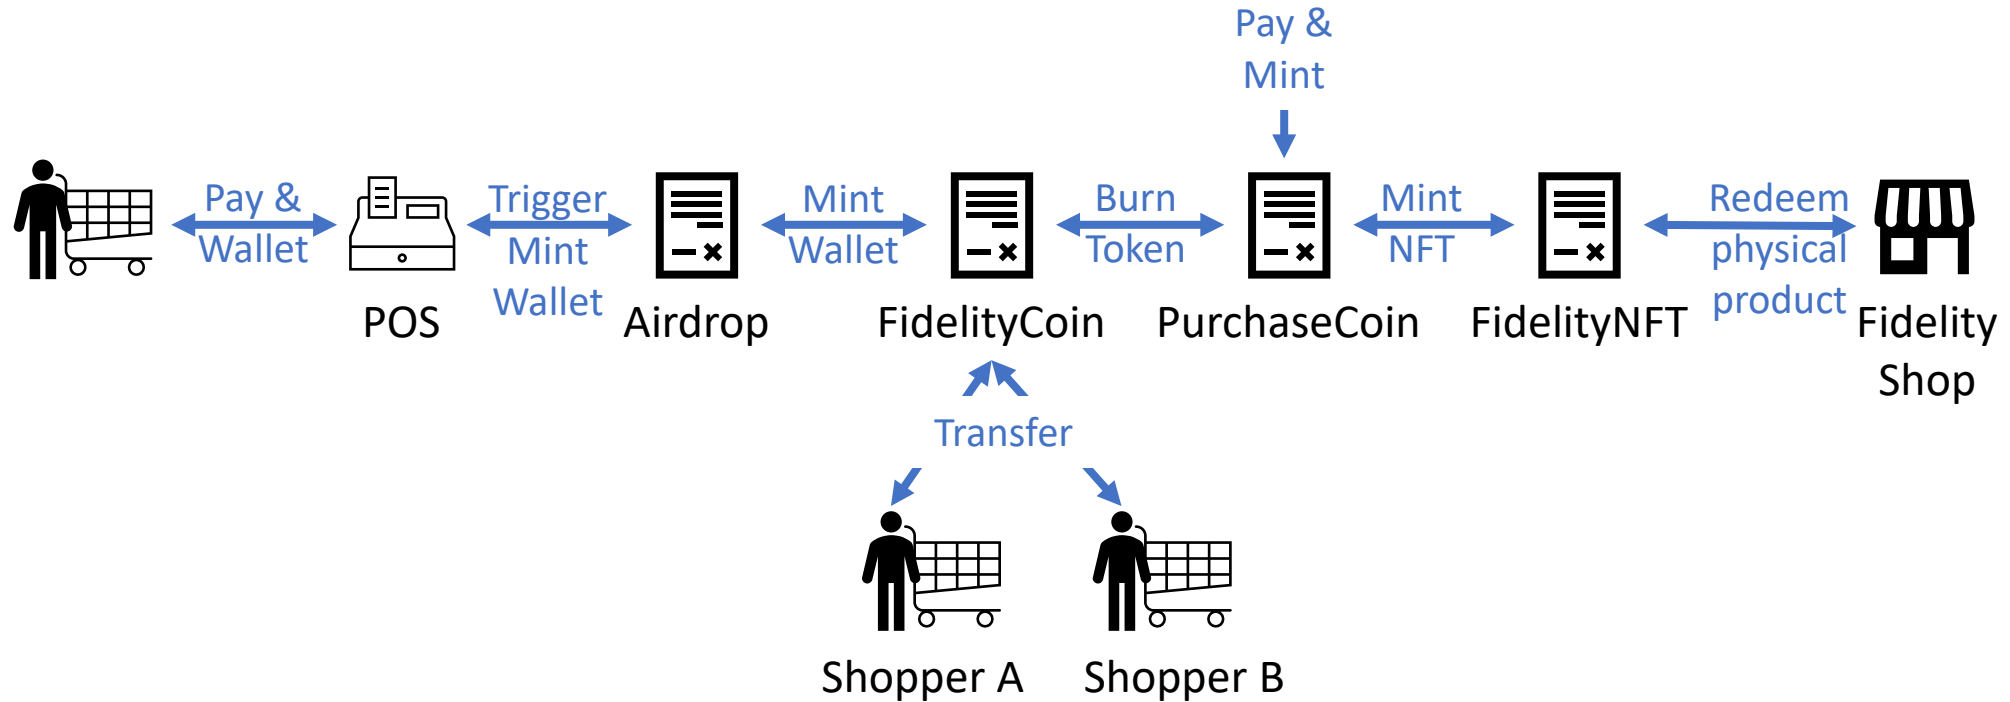 Pay &
Mint
Pay &
Wallet
Trigger
Mint
Wallet
Mint
Wallet
Burn
Token
Mint
NFT
Redeem
physical
product
POS
Airdrop
FidelityCoin
PurchaseCoin
FidelityNFT
Fidelity
Shop
Transfer
Shopper A
Shopper B